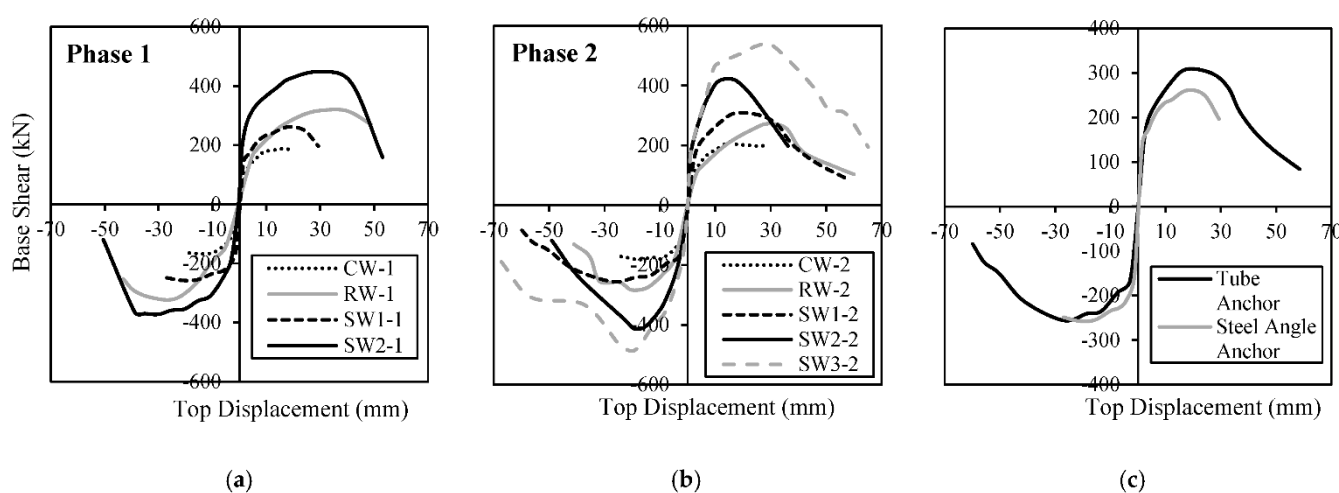 600
400
200
0
-200
-400
-600
-70
-50
-30
-10
10
30
50
70
Phase 1
Base Shear (kN)
Top Displacement (mm)
CW-1
RW-1
SW1-1
SW2-1
(a)
600
400
200
0
-200
-400
-600
-70
-50
-30
-10
10
30
50
70
Phase 2
Top Displacement (mm)
CW-2
RW-2
SW1-2
SW2-2
SW3-2
(b)
400
300
200
100
0
-100
-200
-300
-400
-70
-50
-30
-10
10
30
50
70
Top Displacement (mm)
Tube
Anchor
Steel Angle
Anchor
(c)